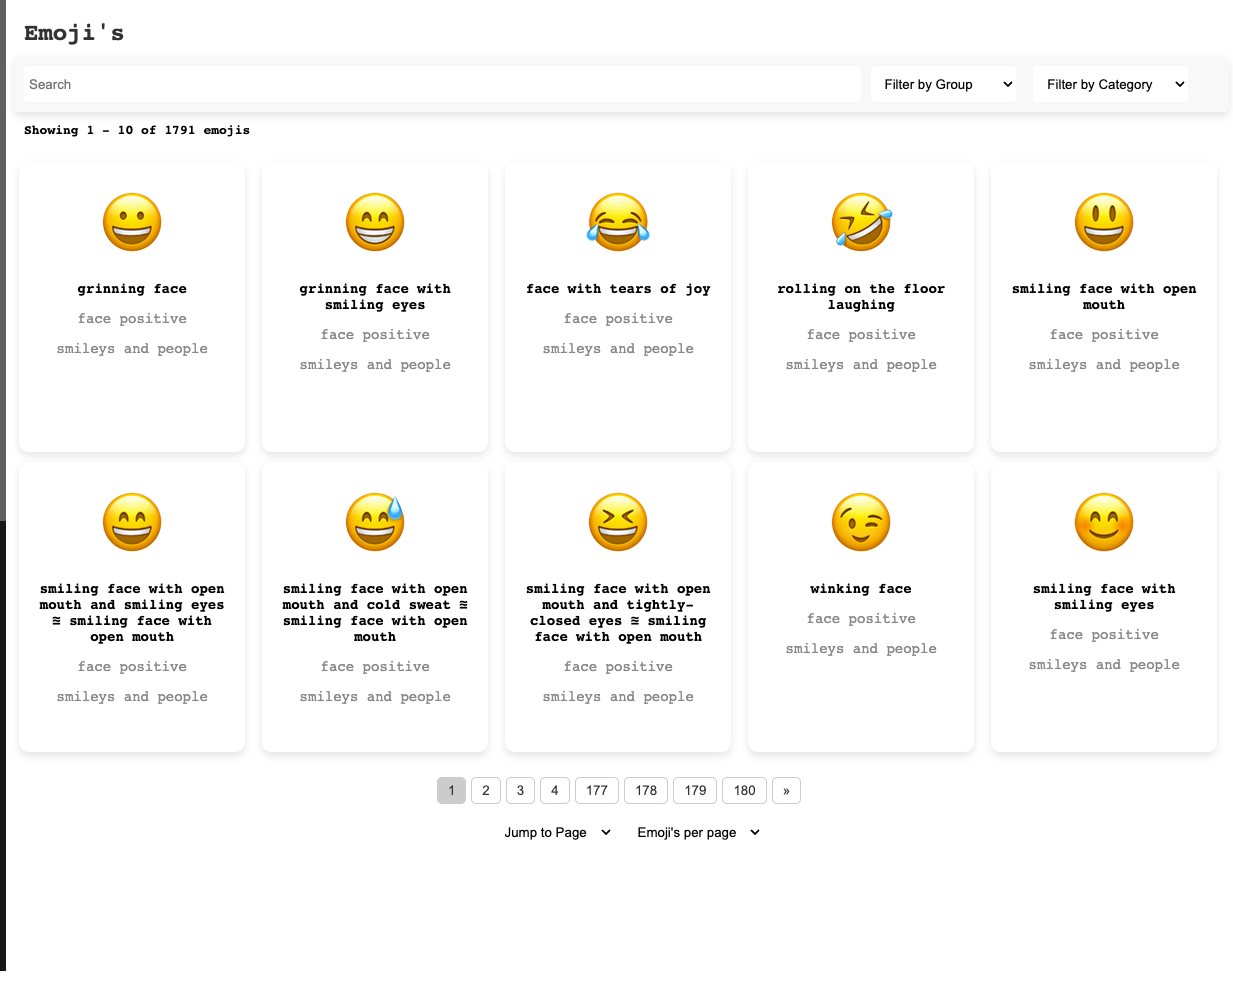 Emoji's
Search
Filter by Group
Filter by Category
Showing 1 - 10 of 1791 emojis
grinning face
face positive
smileys and people
grinning face with
smiling eyes
face positive
smileys and people
face with tears of joy
face positive
smileys and people
rolling on the floor
laughing
face positive
smileys and people
smiling face with open
mouth
face positive
smileys and people
smiling face with open
mouth and smiling eyes
≊ smiling face with
open mouth
face positive
smileys and people
smiling face with open
mouth and cold sweat ≊
smiling face with open
mouth
face positive
smileys and people
smiling face with open
mouth and tightly-
closed eyes ≊ smiling
face with open mouth
face positive
smileys and people
winking face
face positive
smileys and people
smiling face with
smiling eyes
face positive
smileys and people
1 2 3 4 177 178 179 180 »
Jump to Page
Emoji's per page